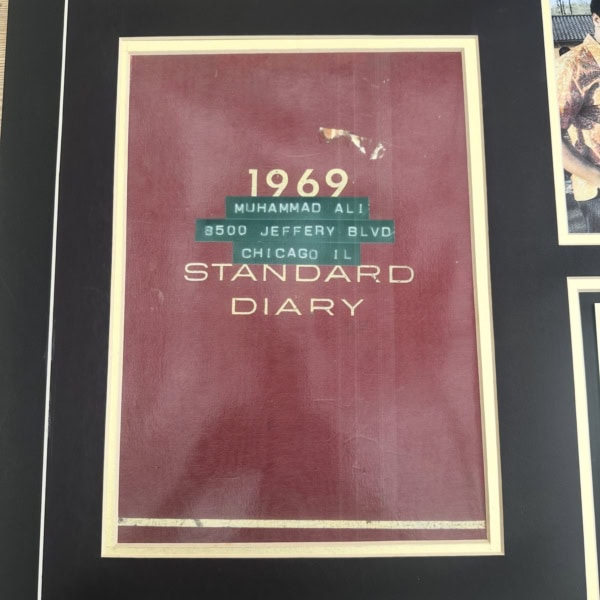 1969
MUHAMMAD ALI
8500 JEFFERY BLVD
CHICAGO IL
STANDARD
DIARY